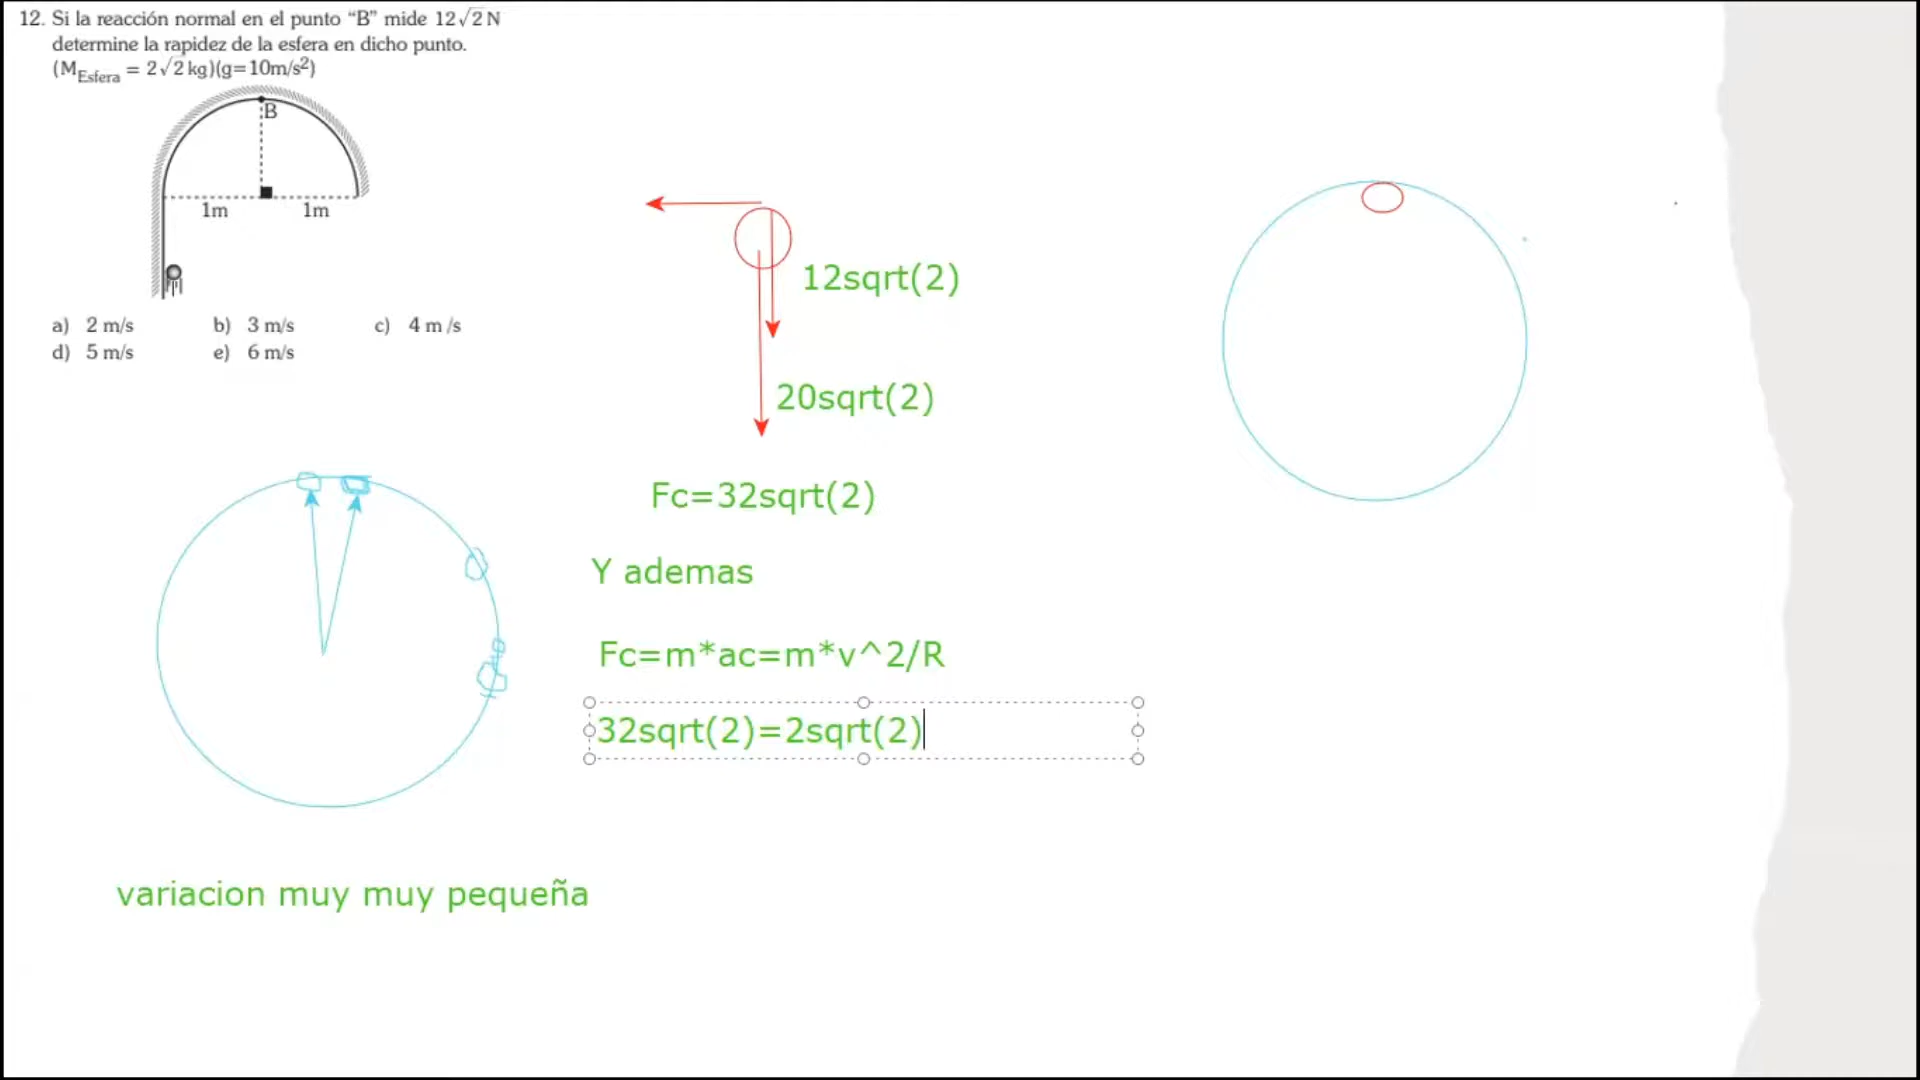 12. Si la reacción normal en el punto “B” mide 12√2 N
determine la rapidez de la esfera en dicho punto.
(M_Esfera = 2√2 kg)(g=10m/s²)
B
1m 1m
a) 2 m/s b) 3 m/s c) 4 m/s
d) 5 m/s e) 6 m/s
12sqrt(2)
20sqrt(2)
Fc=32sqrt(2)
Y ademas
Fc=m*ac=m*v^2/R
32sqrt(2)=2sqrt(2)
variacion muy muy pequeña